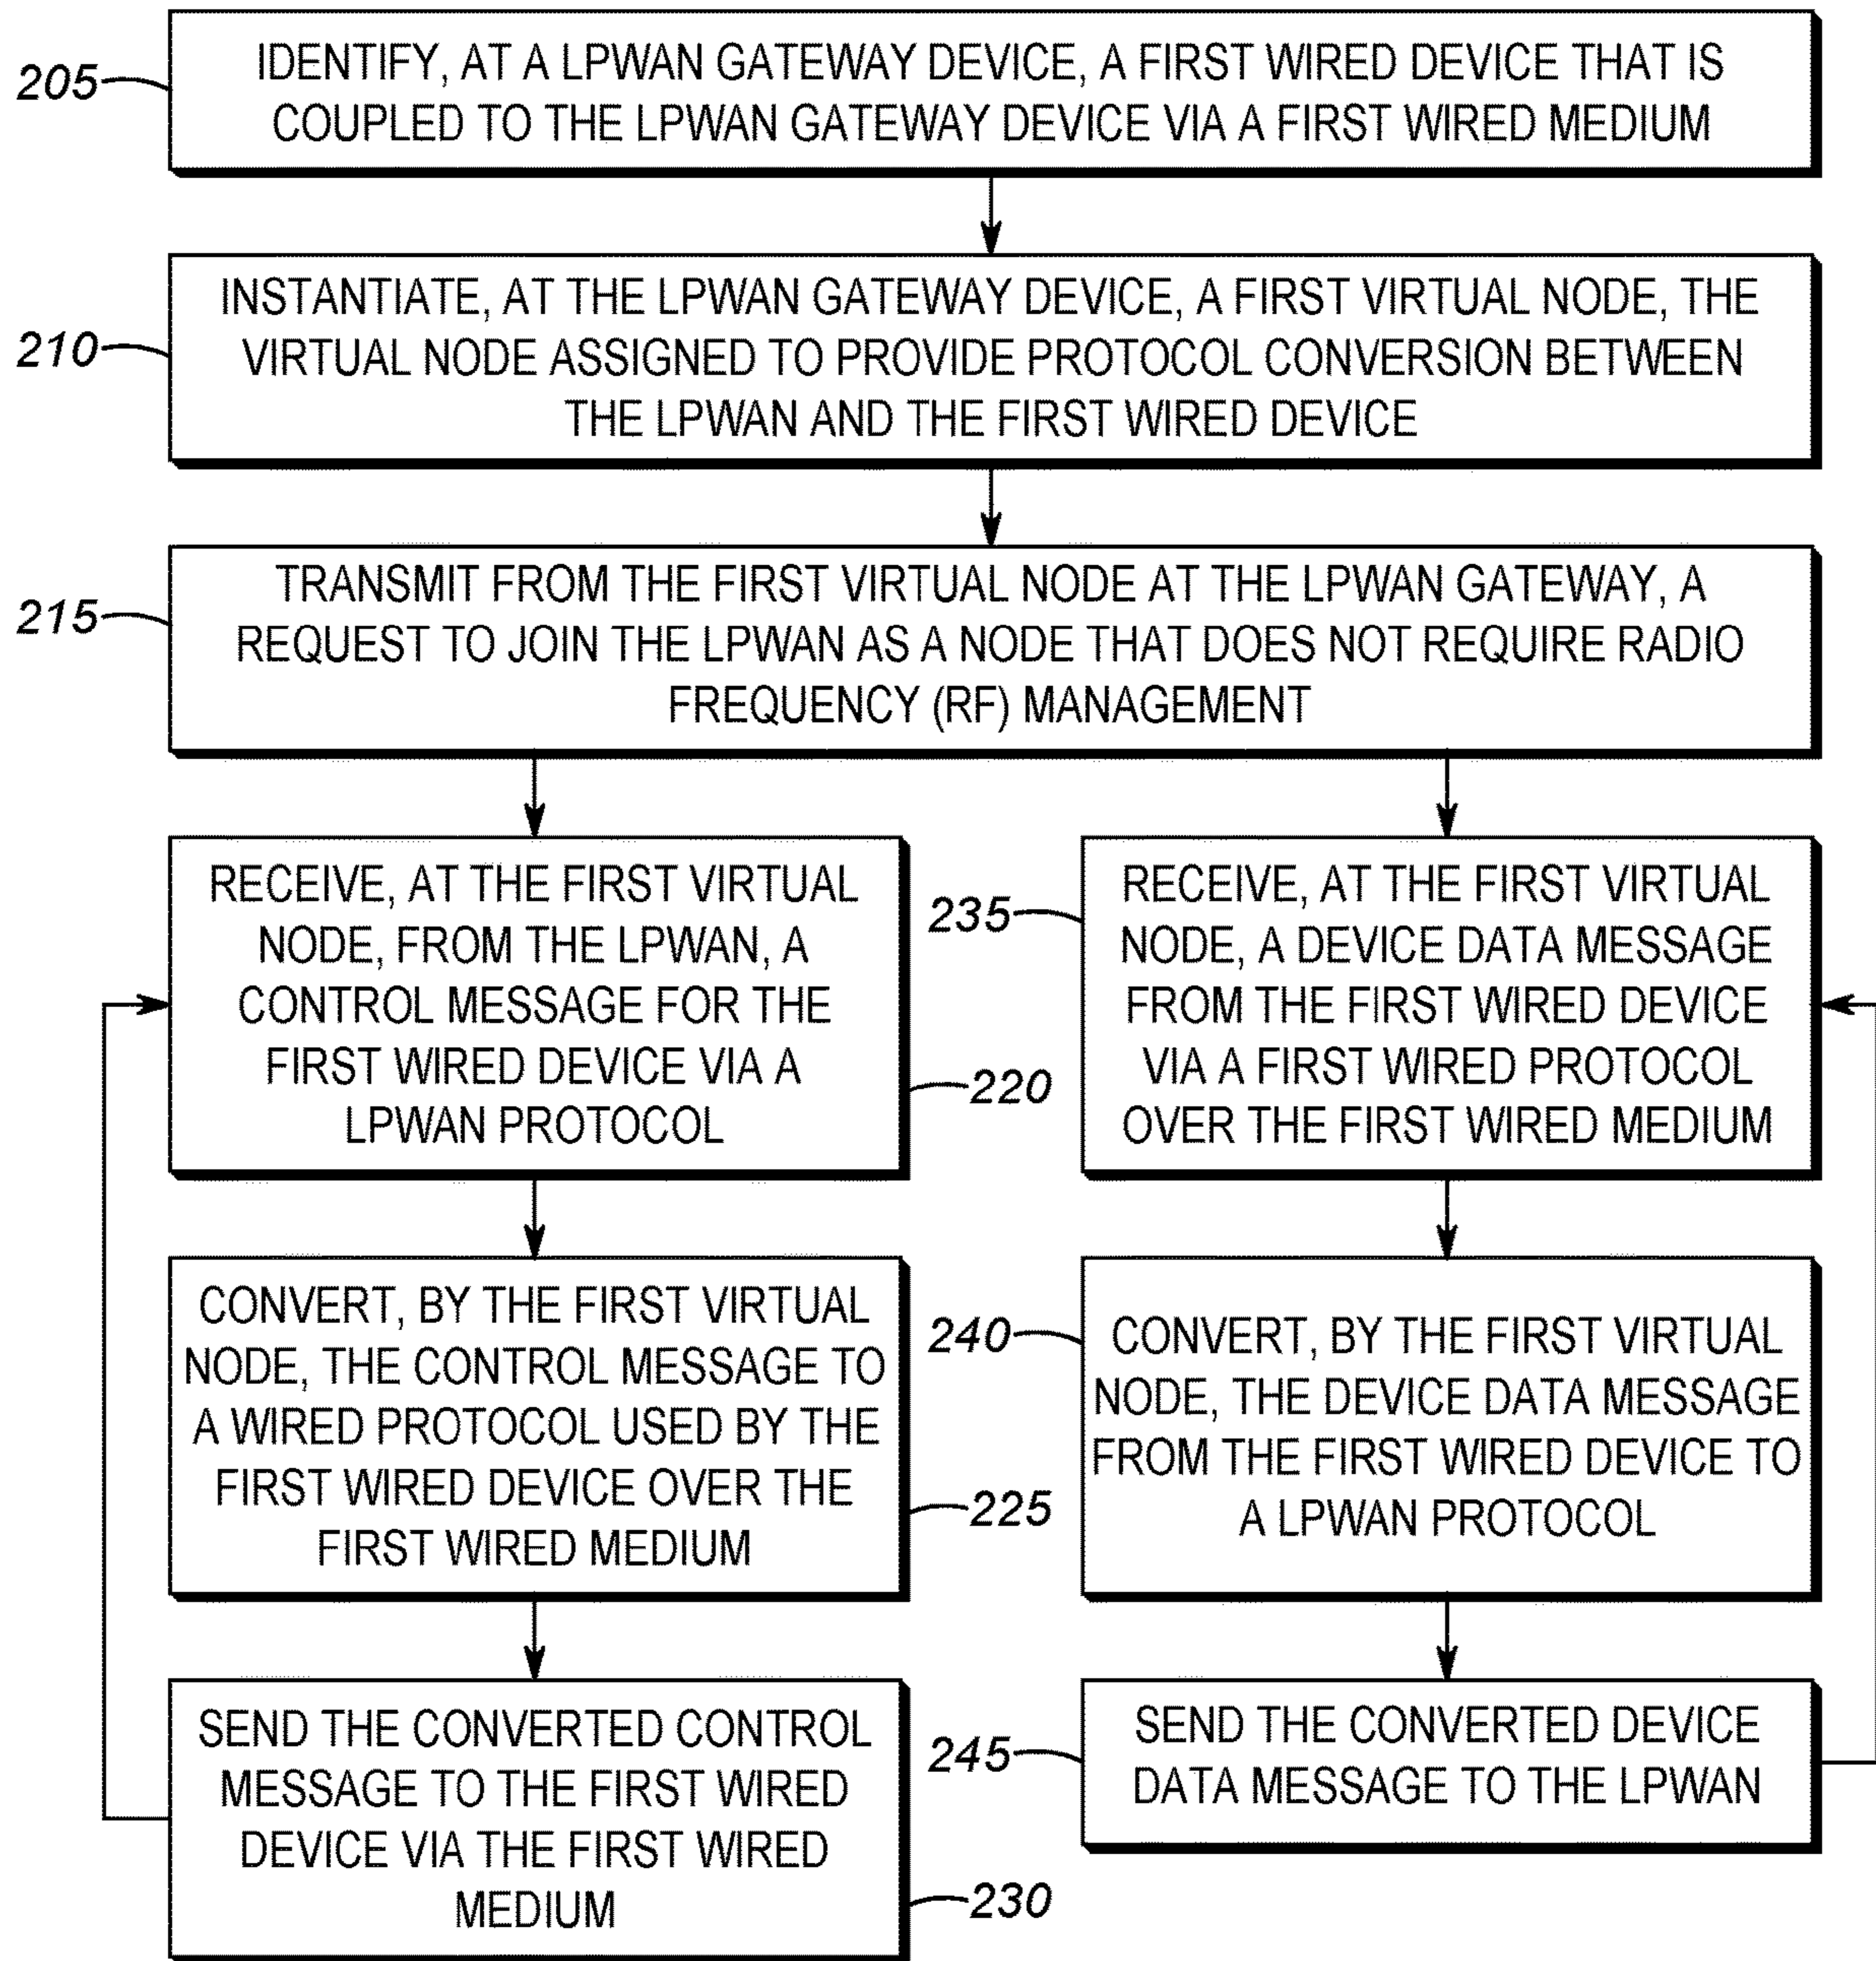 205
IDENTIFY, AT A LPWAN GATEWAY DEVICE, A FIRST WIRED DEVICE THAT IS
COUPLED TO THE LPWAN GATEWAY DEVICE VIA A FIRST WIRED MEDIUM
210
INSTANTIATE, AT THE LPWAN GATEWAY DEVICE, A FIRST VIRTUAL NODE, THE
VIRTUAL NODE ASSIGNED TO PROVIDE PROTOCOL CONVERSION BETWEEN
THE LPWAN AND THE FIRST WIRED DEVICE
215
TRANSMIT FROM THE FIRST VIRTUAL NODE AT THE LPWAN GATEWAY, A
REQUEST TO JOIN THE LPWAN AS A NODE THAT DOES NOT REQUIRE RADIO
FREQUENCY (RF) MANAGEMENT
RECEIVE, AT THE FIRST VIRTUAL
NODE, FROM THE LPWAN, A
CONTROL MESSAGE FOR THE
FIRST WIRED DEVICE VIA A
LPWAN PROTOCOL
220
CONVERT, BY THE FIRST VIRTUAL
NODE, THE CONTROL MESSAGE TO
A WIRED PROTOCOL USED BY THE
FIRST WIRED DEVICE OVER THE
FIRST WIRED MEDIUM
225
SEND THE CONVERTED CONTROL
MESSAGE TO THE FIRST WIRED
DEVICE VIA THE FIRST WIRED
MEDIUM
230
235
RECEIVE, AT THE FIRST VIRTUAL
NODE, A DEVICE DATA MESSAGE
FROM THE FIRST WIRED DEVICE
VIA A FIRST WIRED PROTOCOL
OVER THE FIRST WIRED MEDIUM
240
CONVERT, BY THE FIRST VIRTUAL
NODE, THE DEVICE DATA MESSAGE
FROM THE FIRST WIRED DEVICE TO
A LPWAN PROTOCOL
245
SEND THE CONVERTED DEVICE
DATA MESSAGE TO THE LPWAN